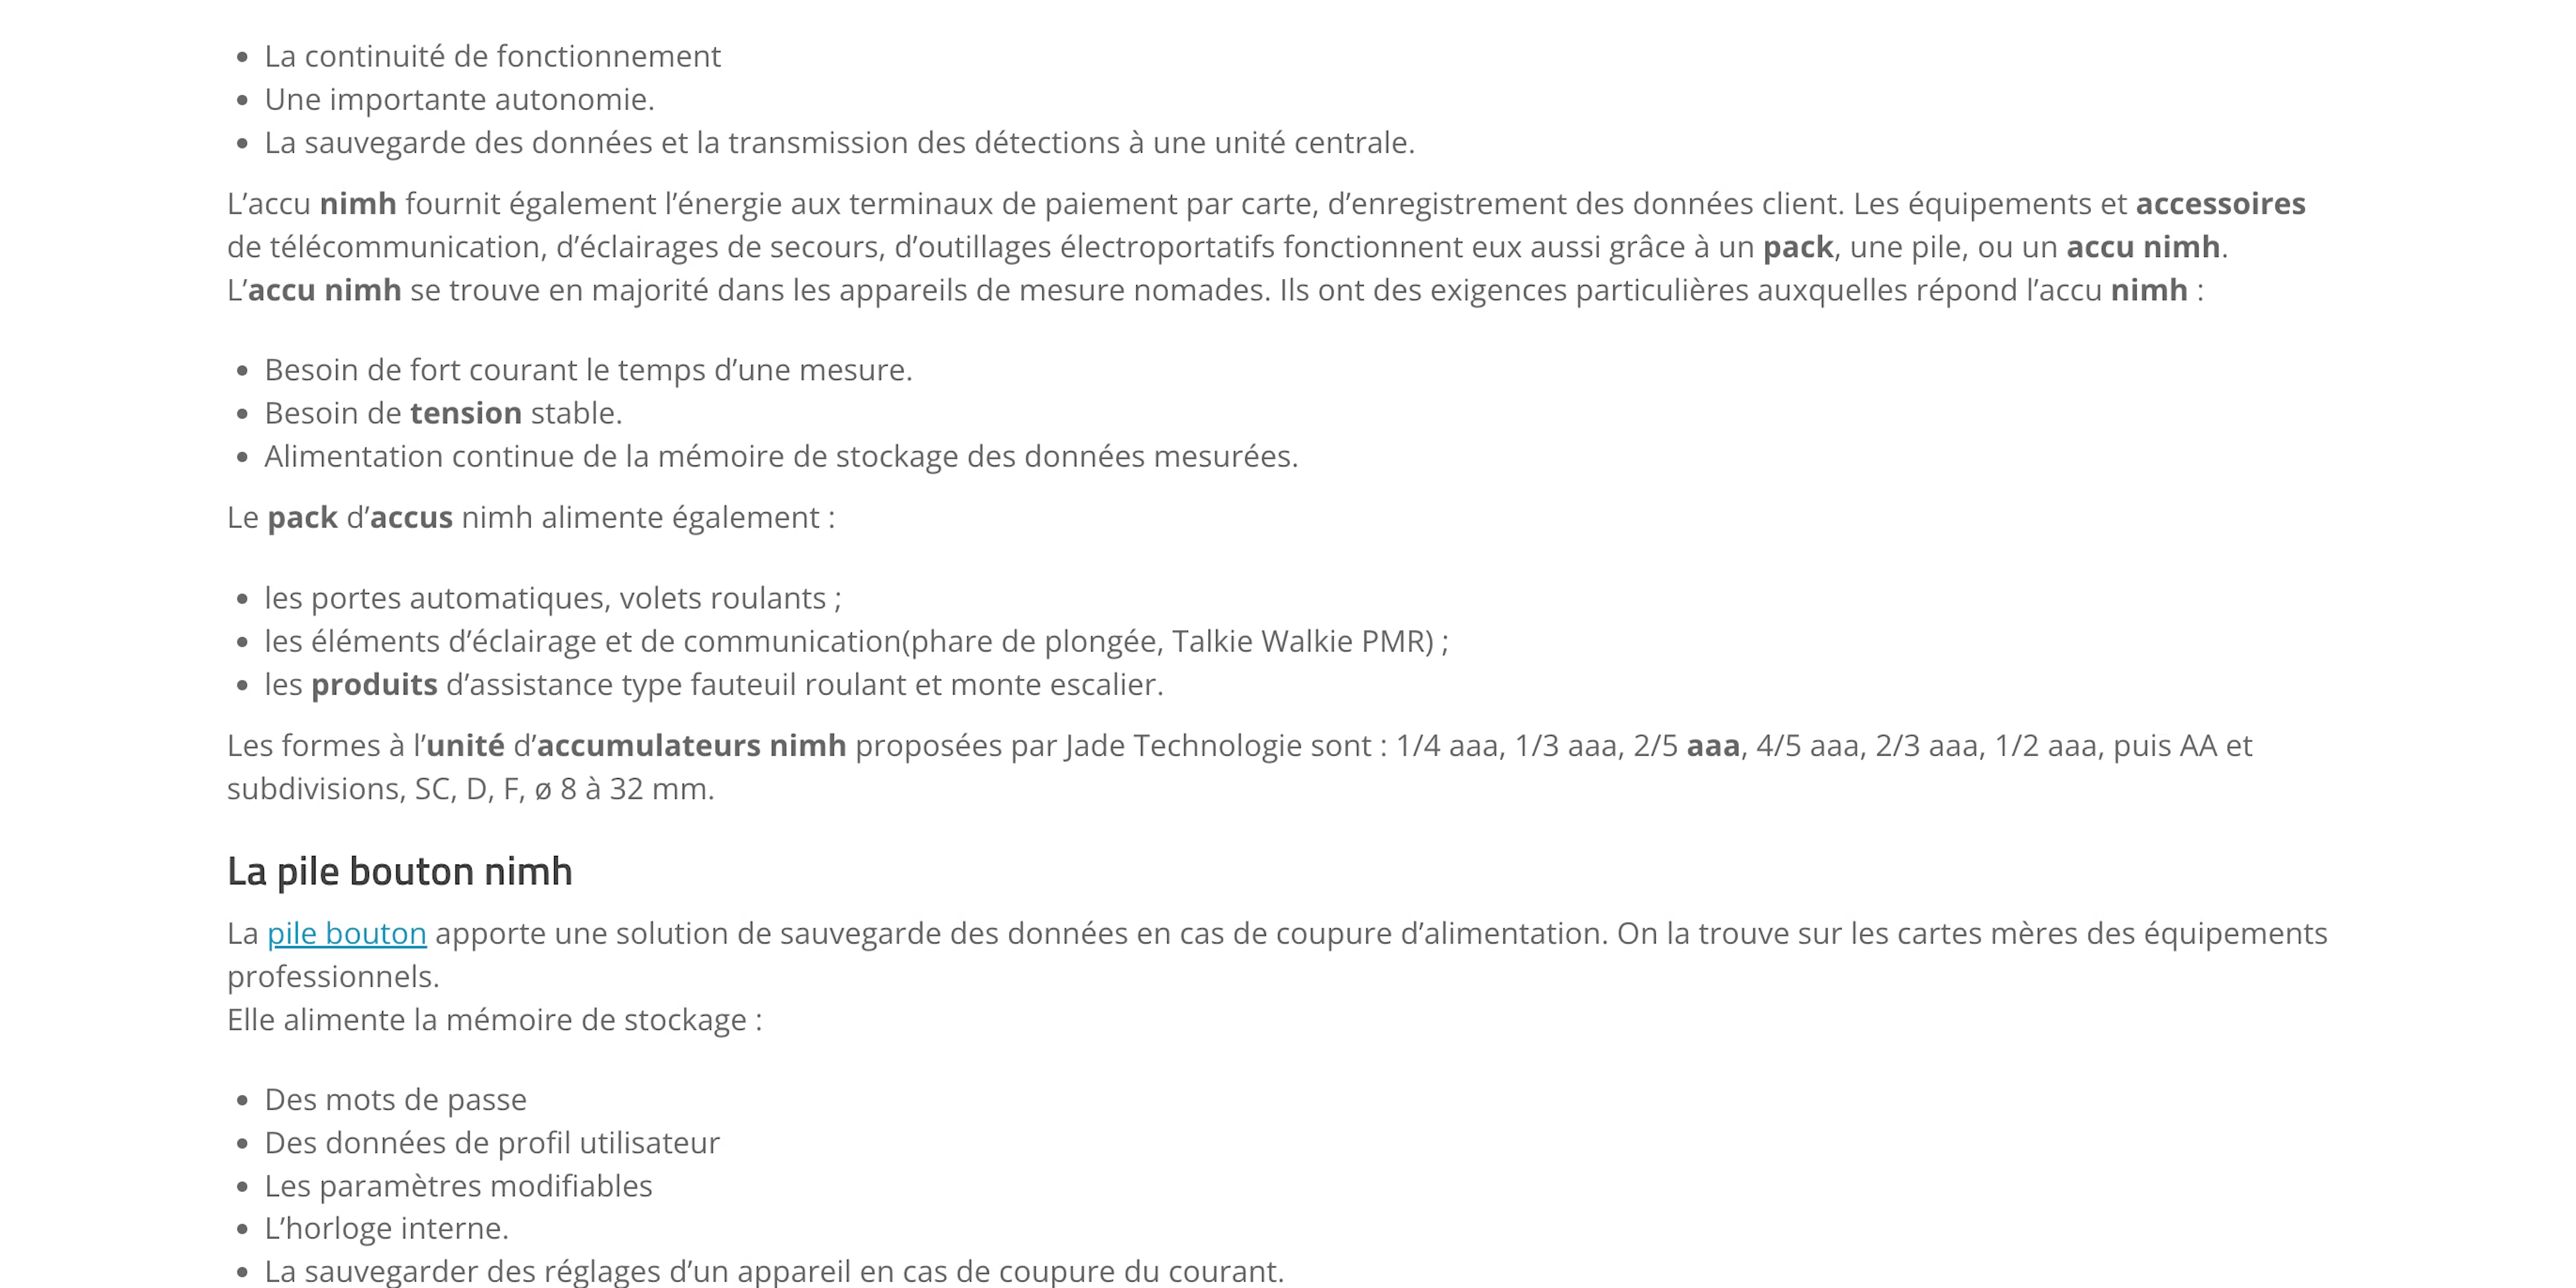 • La continuité de fonctionnement
• Une importante autonomie.
• La sauvegarde des données et la transmission des détections à une unité centrale.
L’accu nimh fournit également l’énergie aux terminaux de paiement par carte, d’enregistrement des données client. Les équipements et accessoires
de télécommunication, d’éclairages de secours, d’outillages électroportatifs fonctionnent eux aussi grâce à un pack, une pile, ou un accu nimh.
L’accu nimh se trouve en majorité dans les appareils de mesure nomades. Ils ont des exigences particulières auxquelles répond l’accu nimh :
• Besoin de fort courant le temps d’une mesure.
• Besoin de tension stable.
• Alimentation continue de la mémoire de stockage des données mesurées.
Le pack d’accus nimh alimente également :
• les portes automatiques, volets roulants ;
• les éléments d’éclairage et de communication(phare de plongée, Talkie Walkie PMR) ;
• les produits d’assistance type fauteuil roulant et monte escalier.
Les formes à l’unité d’accumulateurs nimh proposées par Jade Technologie sont : 1/4 aaa, 1/3 aaa, 2/5 aaa, 4/5 aaa, 2/3 aaa, 1/2 aaa, puis AA et
subdivisions, SC, D, F, ø 8 à 32 mm.
La pile bouton nimh
La pile bouton apporte une solution de sauvegarde des données en cas de coupure d’alimentation. On la trouve sur les cartes mères des équipements
professionnels.
Elle alimente la mémoire de stockage :
• Des mots de passe
• Des données de profil utilisateur
• Les paramètres modifiables
• L’horloge interne.
• La sauvegarder des réglages d’un appareil en cas de coupure du courant.